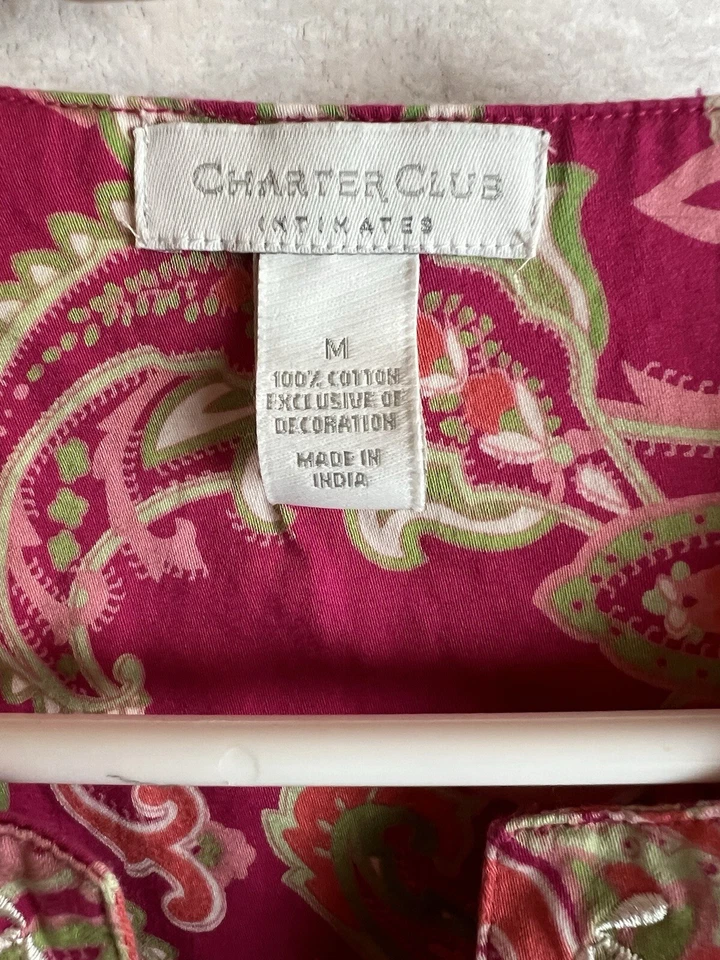 CHARTER CLUB
INTIMATES
M
100% COTTON
EXCLUSIVE OF
DECORATION
MADE IN
INDIA